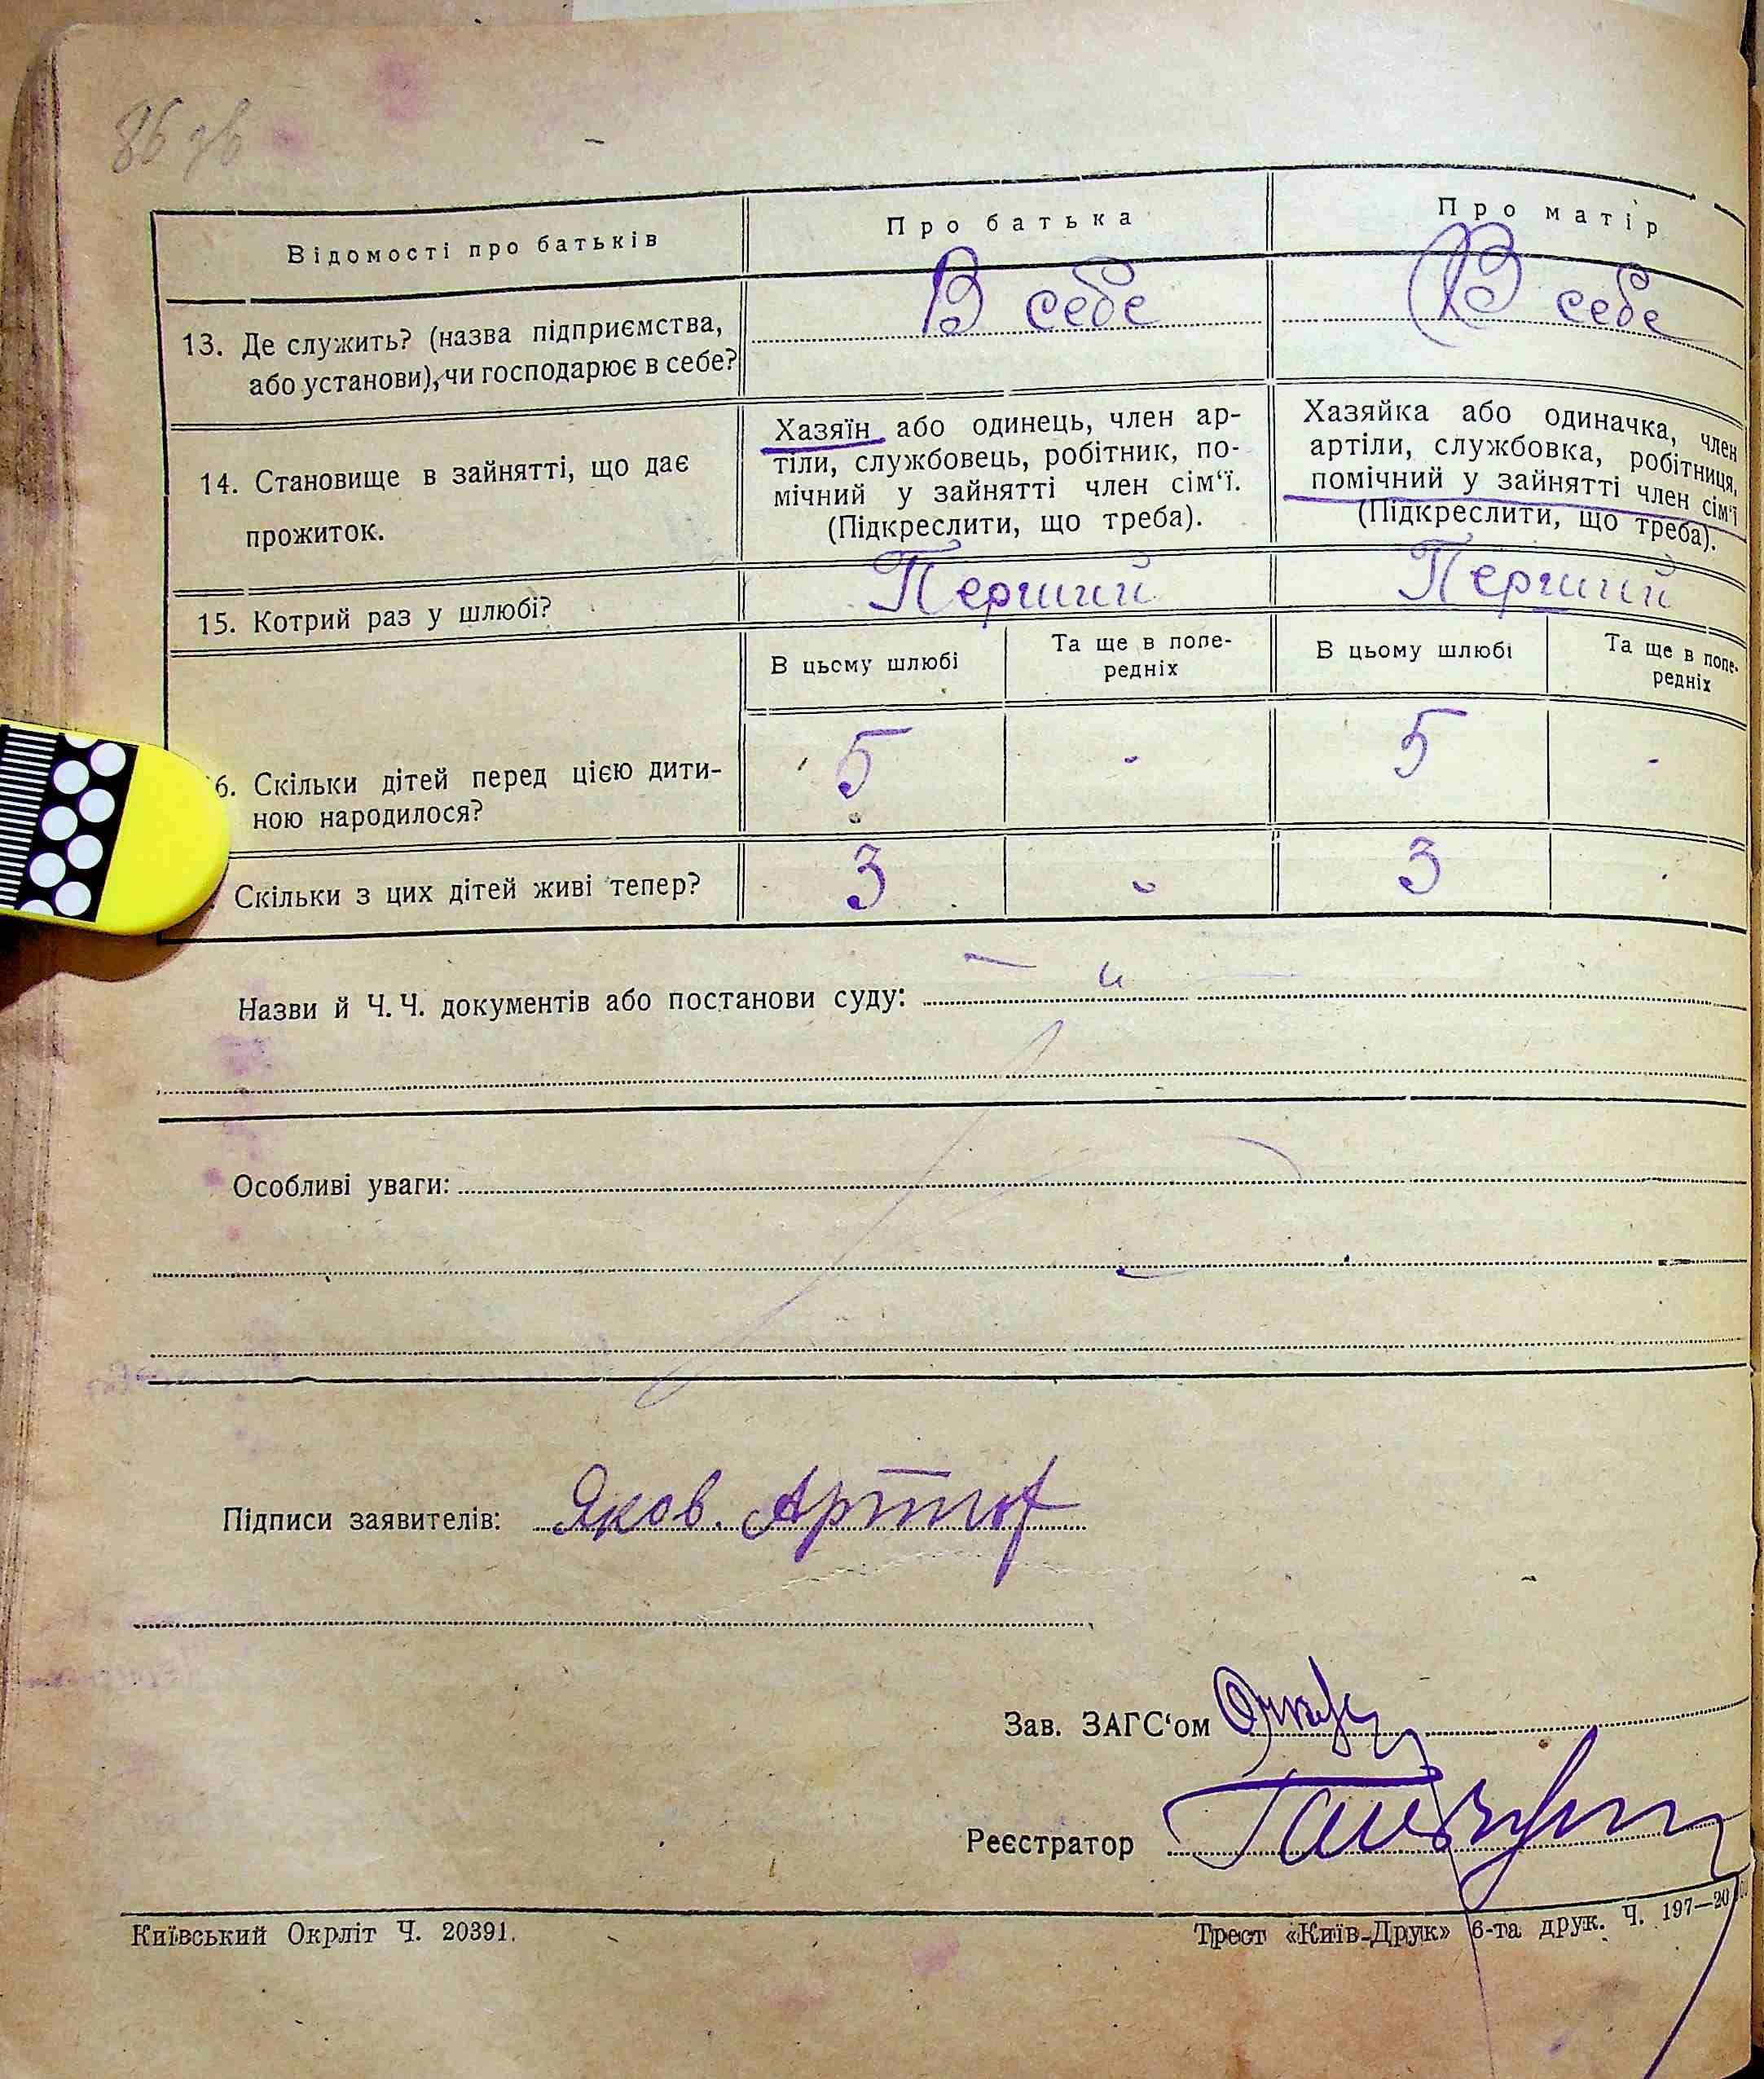 86 зв
Відомості про батьків
Про батька
Про матір
13. Де служить? (назва підприємства,
або установи), чи господарює в себе?
В себе
В себе
14. Становище в зайнятті, що дає
прожиток.
Хазяїн або одинець, член ар-
тіли, службовець, робітник, по-
мічний у зайнятті член сім'ї.
(Підкреслити, що треба).
Хазяйка або одиначка, член
артіли, службовка, робітниця,
помічний у зайнятті член сім'ї
(Підкреслити, що треба).
15. Котрий раз у шлюбі?
Перший
Перший
В цьому шлюбі
Та ще в попе-
редніх
В цьому шлюбі
Та ще в попе-
редніх
6. Скільки дітей перед цією дити-
ною народилося?
5
-
5
-
Скільки з цих дітей живі тепер?
3
3
Назви й Ч. Ч. документів або постанови суду:
Особливі уваги:
Підписи заявителів: Яков.
Зав. ЗАГС'ом
Реєстратор
Київський Окрліт Ч. 20391.
Трест «Київ-Друк» 6-та друк. Ч. 197—20